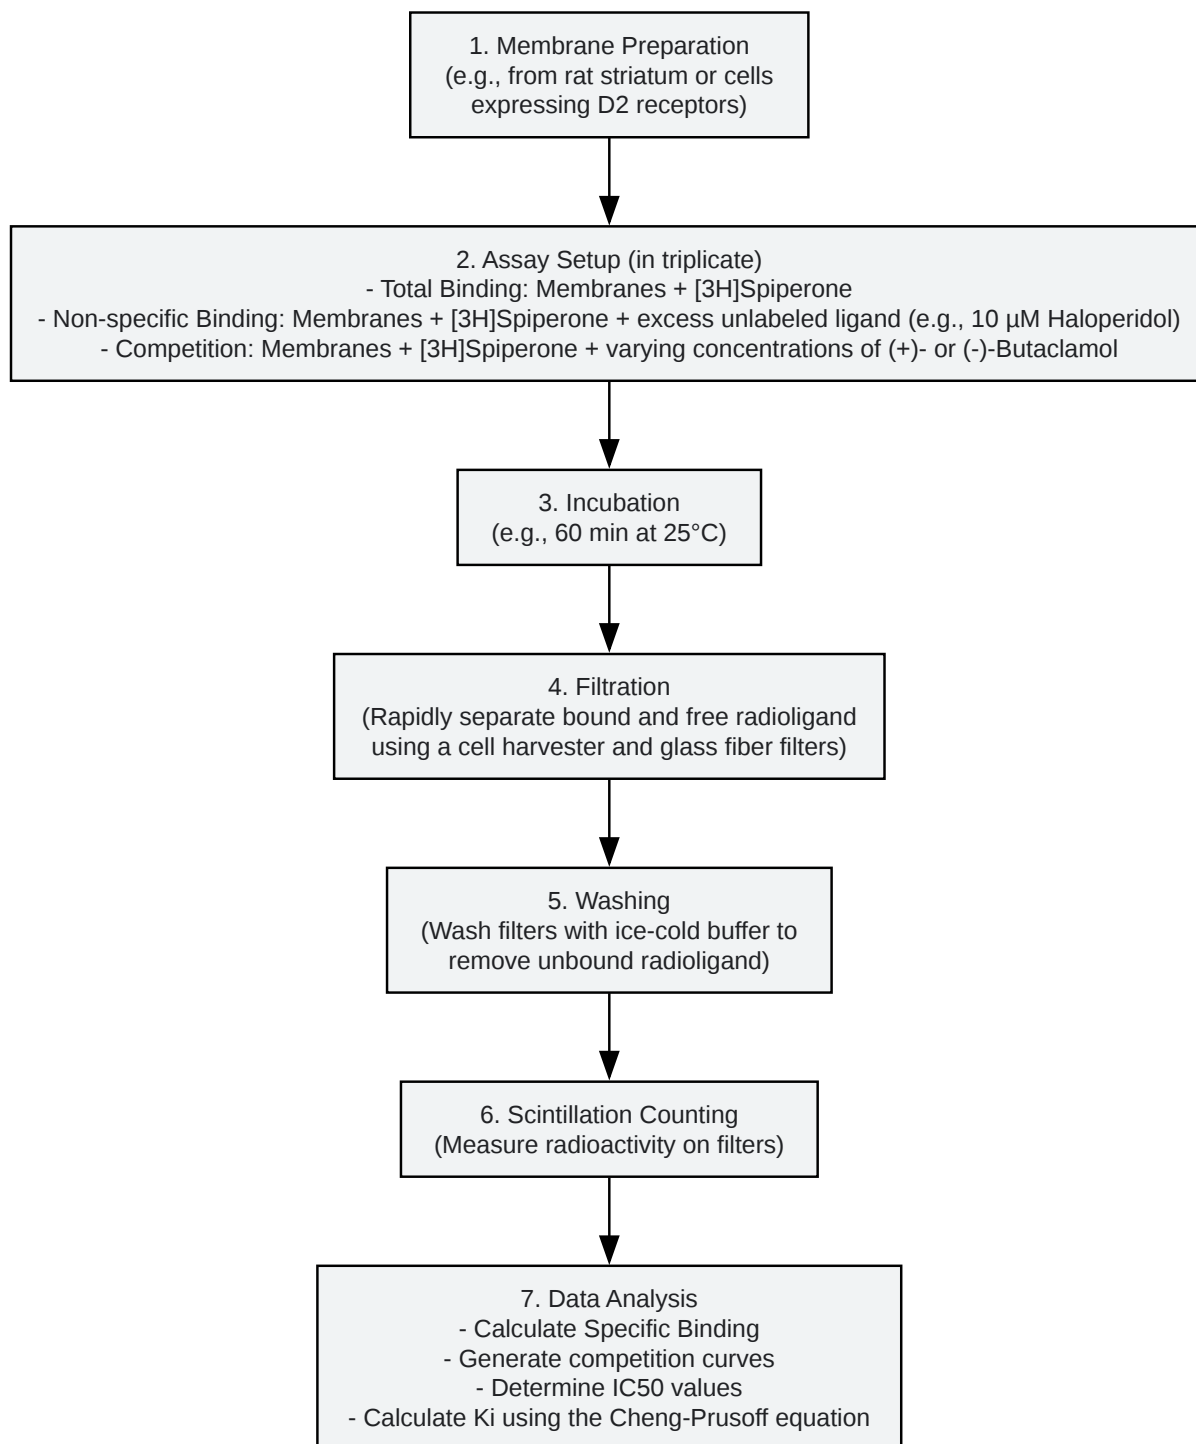 1. Membrane Preparation
(e.g., from rat striatum or cells
expressing D2 receptors)
2. Assay Setup (in triplicate)
- Total Binding: Membranes + [3H]Spiperone
- Non-specific Binding: Membranes + [3H]Spiperone + excess unlabeled ligand (e.g., 10 µM Haloperidol)
- Competition: Membranes + [3H]Spiperone + varying concentrations of (+)- or (-)-Butaclamol
3. Incubation
(e.g., 60 min at 25°C)
4. Filtration
(Rapidly separate bound and free radioligand
using a cell harvester and glass fiber filters)
5. Washing
(Wash filters with ice-cold buffer to
remove unbound radioligand)
6. Scintillation Counting
(Measure radioactivity on filters)
7. Data Analysis
- Calculate Specific Binding
- Generate competition curves
- Determine IC50 values
- Calculate Ki using the Cheng-Prusoff equation